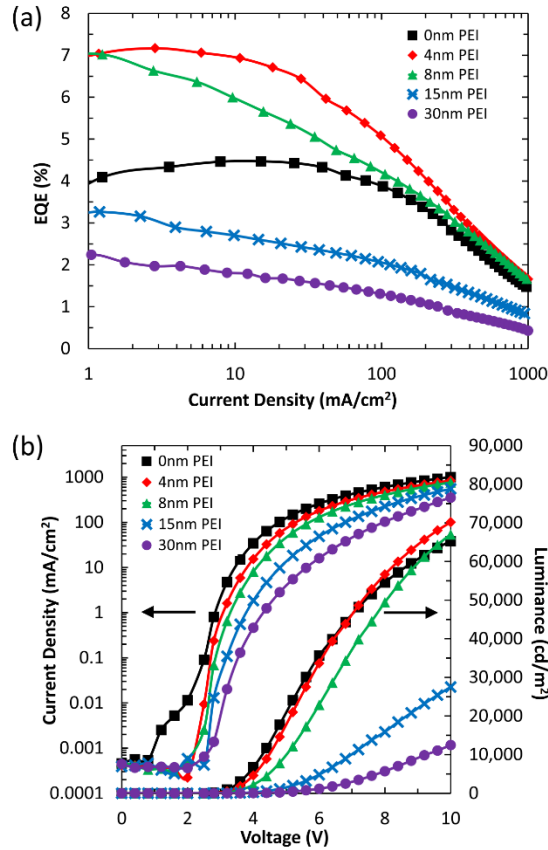 (a)
8
7
6
5
4
3
2
1
0
EQE (%)
0nm PEI
4nm PEI
8nm PEI
15nm PEI
30nm PEI
1 10 100 1000
Current Density (mA/cm²)
(b)
0nm PEI
4nm PEI
8nm PEI
15nm PEI
30nm PEI
1000
100
10
1
0.1
0.01
0.001
0.0001
Current Density (mA/cm²)
90,000
80,000
70,000
60,000
50,000
40,000
30,000
20,000
10,000
0
Luminance (cd/m²)
0 2 4 6 8 10
Voltage (V)